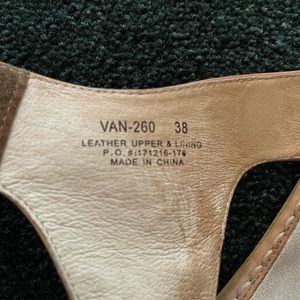 VAN-260 38
LEATHER UPPER & LINING
P.O.#:171216-176
MADE IN CHINA